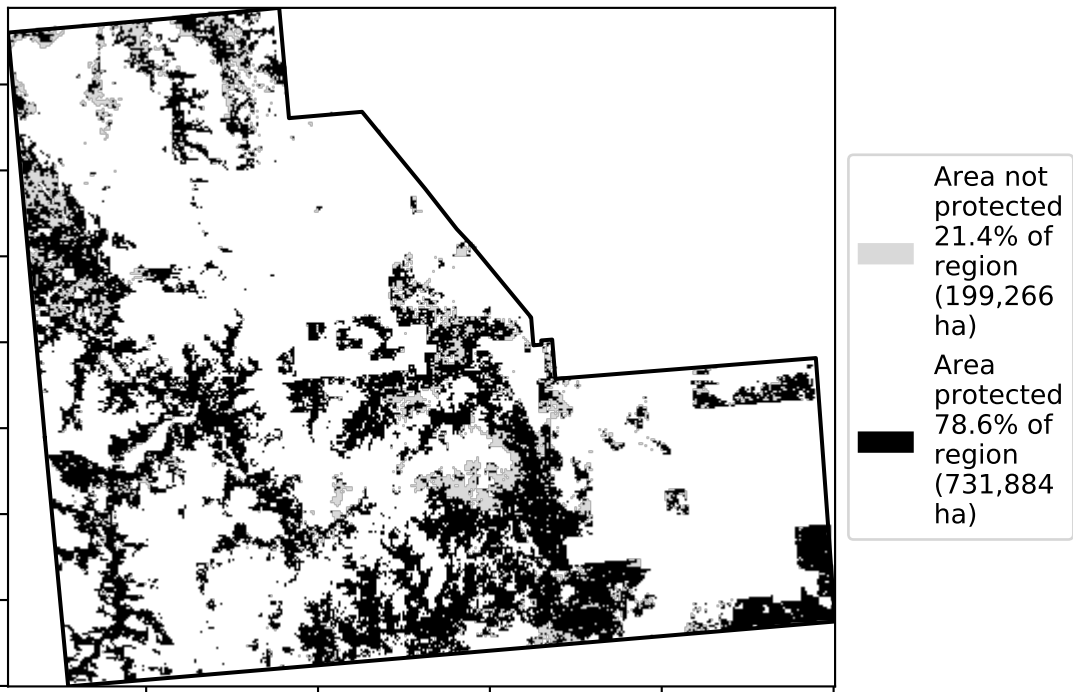 Area not
protected
21.4% of
region
(199,266
ha)
Area
protected
78.6% of
region
(731,884
ha)